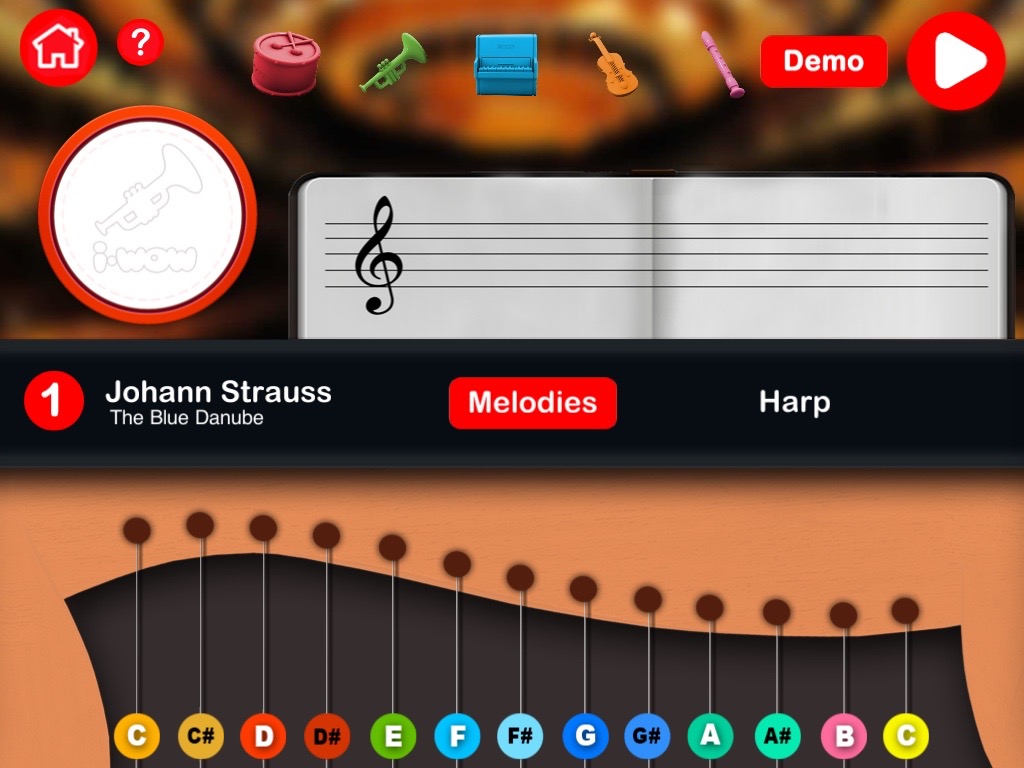 ?
Demo
i-wow
1
Johann Strauss
The Blue Danube
Melodies
Harp
C C# D D# E F F# G G# A A# B C